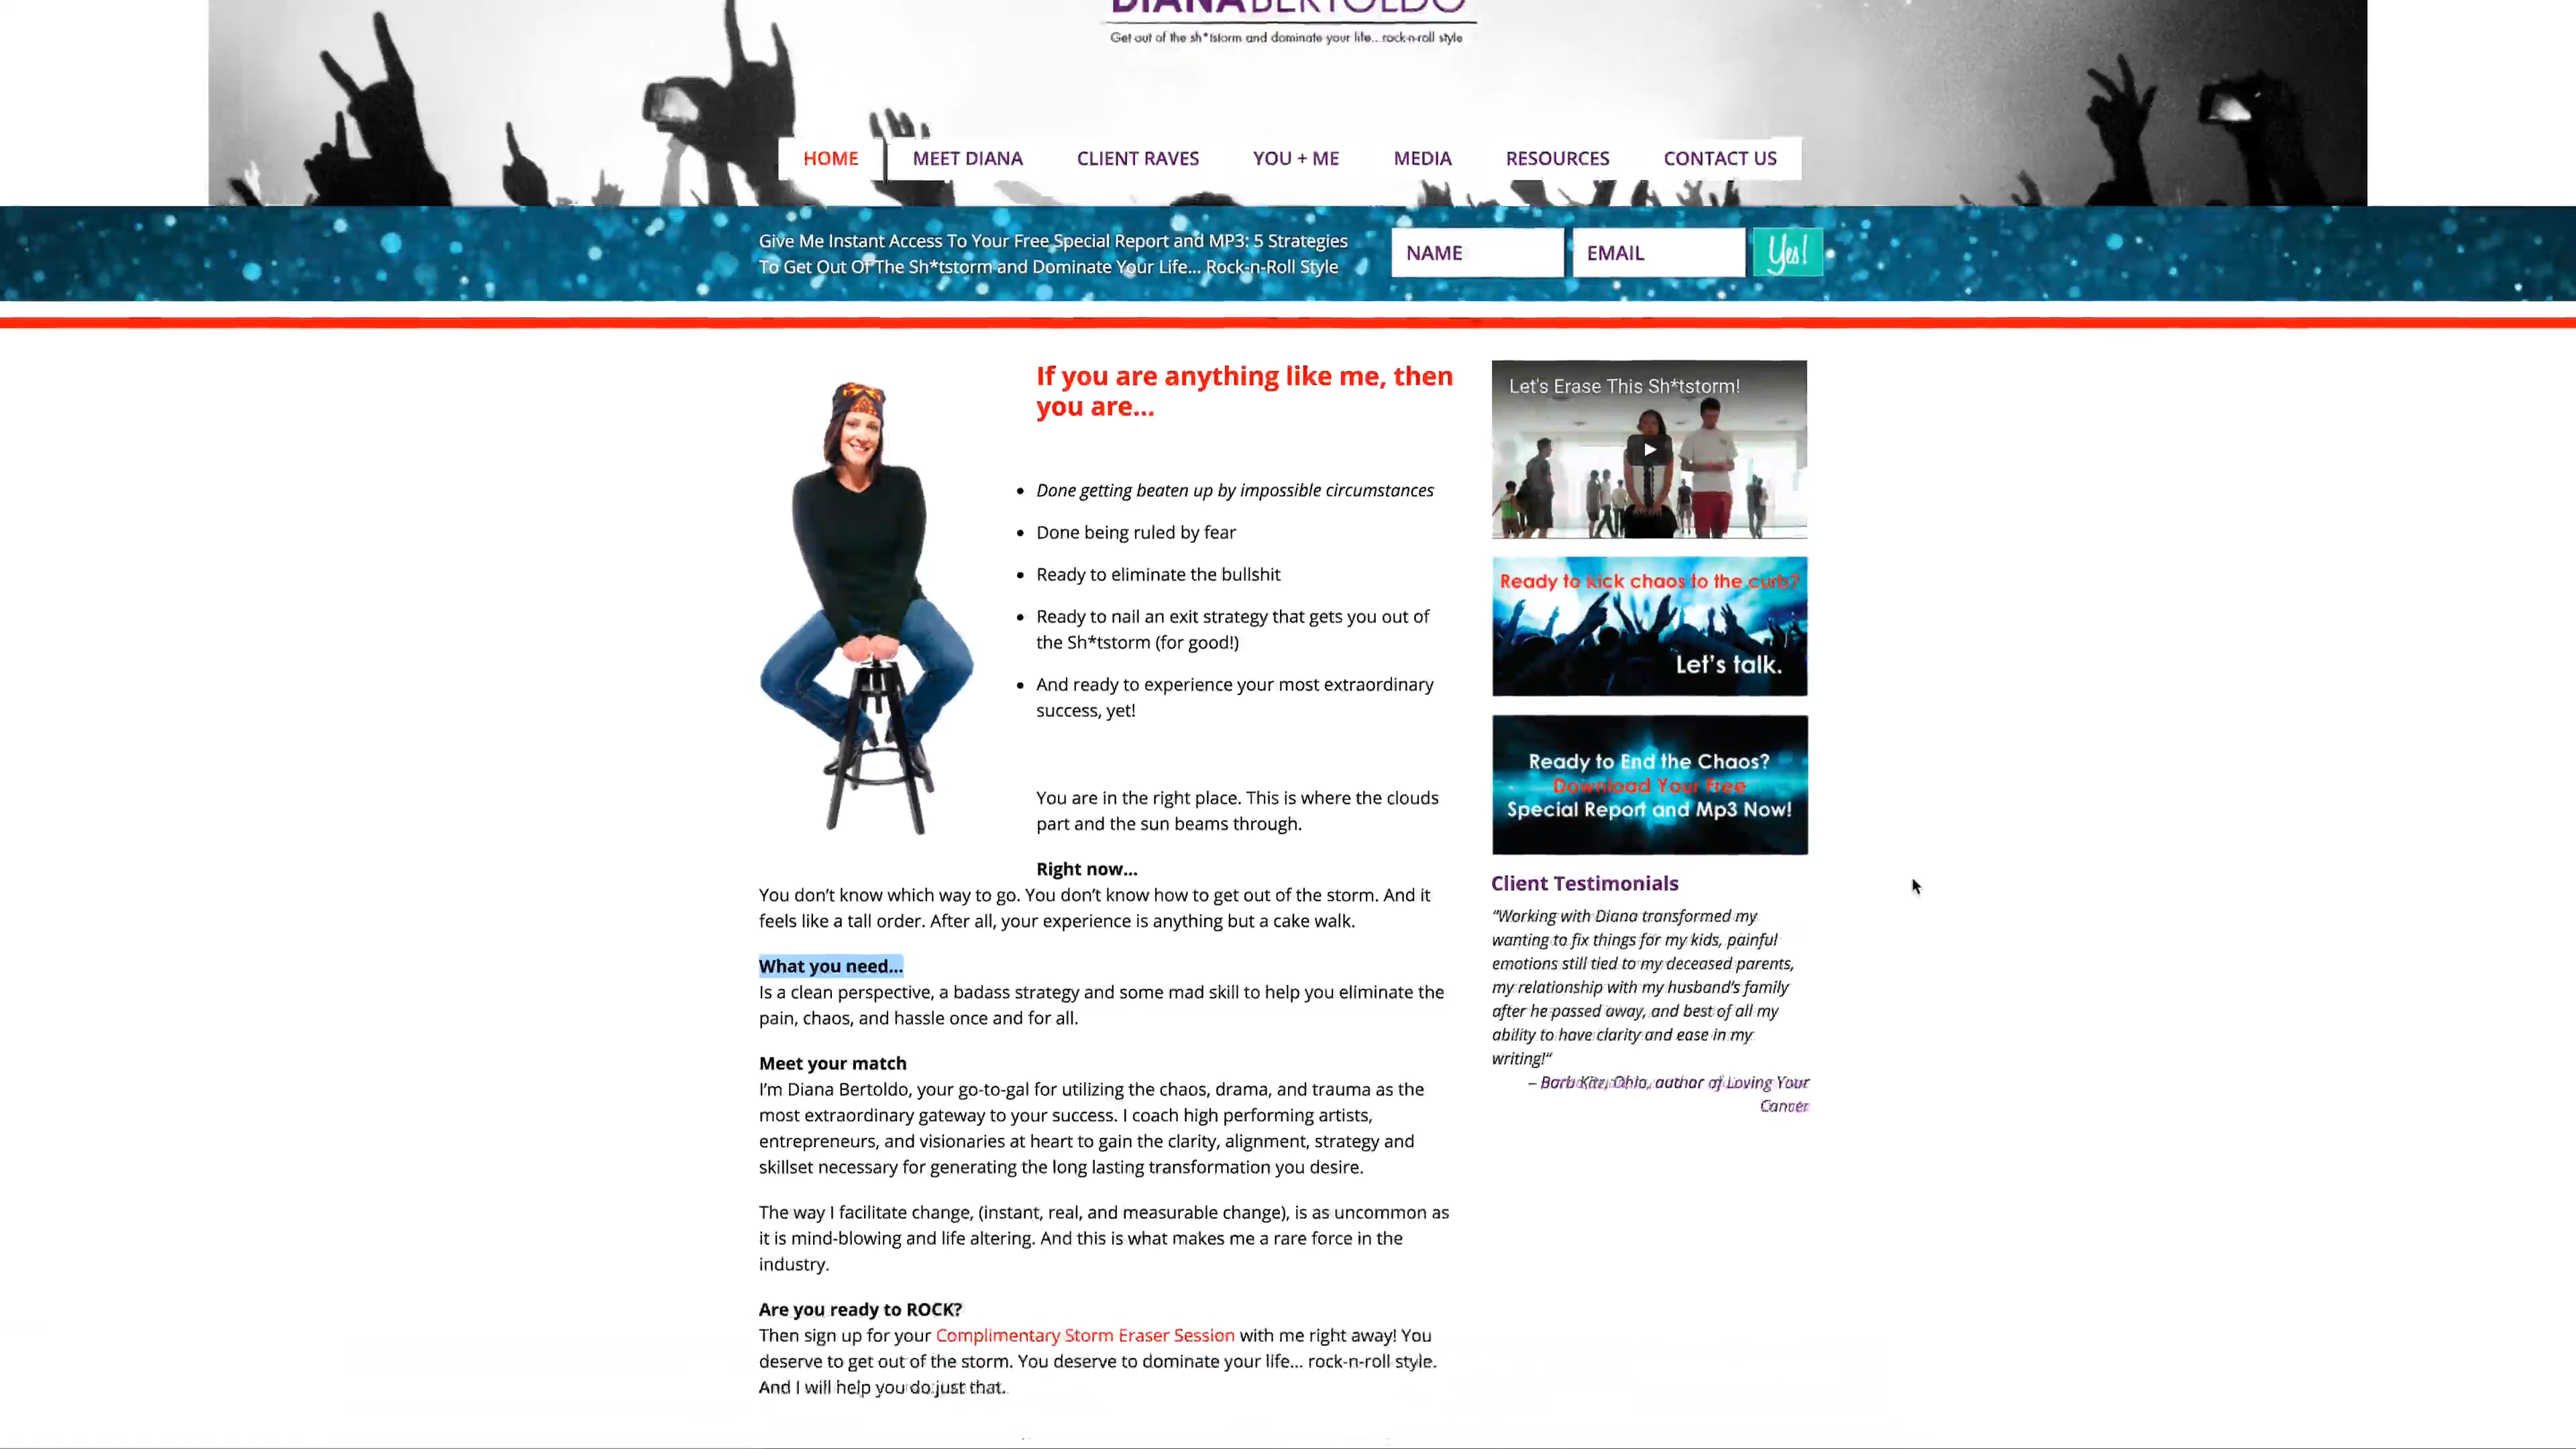 DIANABERTOLDO
Get out of the sh*tstorm and dominate your life...rock-n-roll style
HOME
MEET DIANA
CLIENT RAVES
YOU + ME
MEDIA
RESOURCES
CONTACT US
Give Me Instant Access To Your Free Special Report and MP3: 5 Strategies
To Get Out Of The Sh*tstorm and Dominate Your Life... Rock-n-Roll Style
NAME
EMAIL
Yes!
If you are anything like me, then
you are...
• Done getting beaten up by impossible circumstances
• Done being ruled by fear
• Ready to eliminate the bullshit
• Ready to nail an exit strategy that gets you out of
the Sh*tstorm (for good!)
• And ready to experience your most extraordinary
success, yet!
You are in the right place. This is where the clouds
part and the sun beams through.
Right now...
You don't know which way to go. You don't know how to get out of the storm. And it
feels like a tall order. After all, your experience is anything but a cake walk.
What you need...
Is a clean perspective, a badass strategy and some mad skill to help you eliminate the
pain, chaos, and hassle once and for all.
Meet your match
I'm Diana Bertoldo, your go-to-gal for utilizing the chaos, drama, and trauma as the
most extraordinary gateway to your success. I coach high performing artists,
entrepreneurs, and visionaries at heart to gain the clarity, alignment, strategy and
skillset necessary for generating the long lasting transformation you desire.
The way I facilitate change, (instant, real, and measurable change), is as uncommon as
it is mind-blowing and life altering. And this is what makes me a rare force in the
industry.
Are you ready to ROCK?
Then sign up for your Complimentary Storm Eraser Session with me right away! You
deserve to get out of the storm. You deserve to dominate your life... rock-n-roll style.
And I will help you do just that.
Let's Erase This Sh*tstorm!
Ready to kick chaos to the curb?
Let's talk.
Ready to End the Chaos?
Download Your Free
Special Report and Mp3 Now!
Client Testimonials
“Working with Diana transformed my
wanting to fix things for my kids, painful
emotions still tied to my deceased parents,
my relationship with my husband's family
after he passed away, and best of all my
ability to have clarity and ease in my
writing!“
– Barb Ohio, author of Loving Your
Cancer